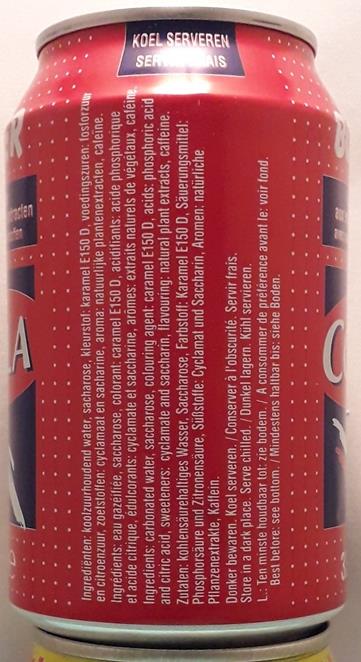 KOEL SERVEREN
SERVIR FRAIS
Ingrediënten: Koolzuurhoudend water, sacharose, kleurstof: karamel E150 D, voedingszuren: fosforzuur
en citroenzuur, zoetstoffen: cyclamaat en sacharine, aroma: natuurlijke plantenextracten, cafeïne.
Ingrédients: eau gazéifiée, saccharose, colorant: caramel E150 D, acidifiants: acide phosphorique
et acide citrique, édulcorants: cyclamate et saccharine, arômes: extraits naturels de végétaux, caféine.
Ingredients: carbonated water, saccharose, colouring agent: caramel E150 D, acids: phosphoric acid
and citric acid, sweeteners: cyclamate and saccharin, flavouring: natural plant extracts, caffeine.
Zutaten: kohlensäurehaltiges Wasser, Saccharose, Farbstoff: Karamel E150 D, Säuerungsmittel:
Phosphorsäure und Zitronensäure, Süßstoffe: Cyclamat und Saccharin, Aromen: natürliche
Pflanzenextrakte, Kaffein.
Donker bewaren. Koel serveren. / Conserver à l'obscurité. Servir frais.
Store in a dark place. Serve chilled. / Dunkel lagern. Kühl servieren.
L.: Ten minste houdbaar tot: zie bodem. / A consommer de préférence avant le: voir fond.
Best before: see bottom. / Mindestens haltbar bis: siehe Boden.
R
LA
C